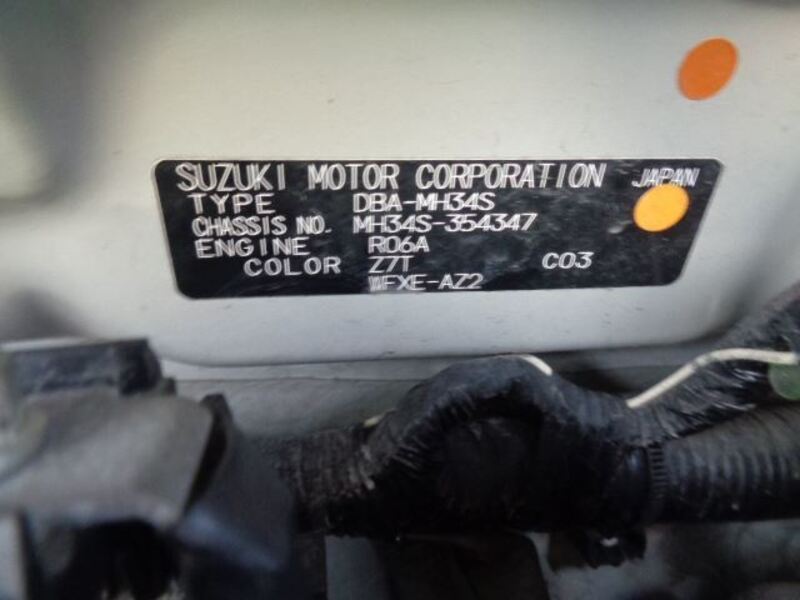 SUZUKI MOTOR CORPORATION JAPAN
TYPE DBA-MH34S
CHASSIS NO. MH34S-354347
ENGINE R06A
COLOR Z7T C03
WFXE-AZ2